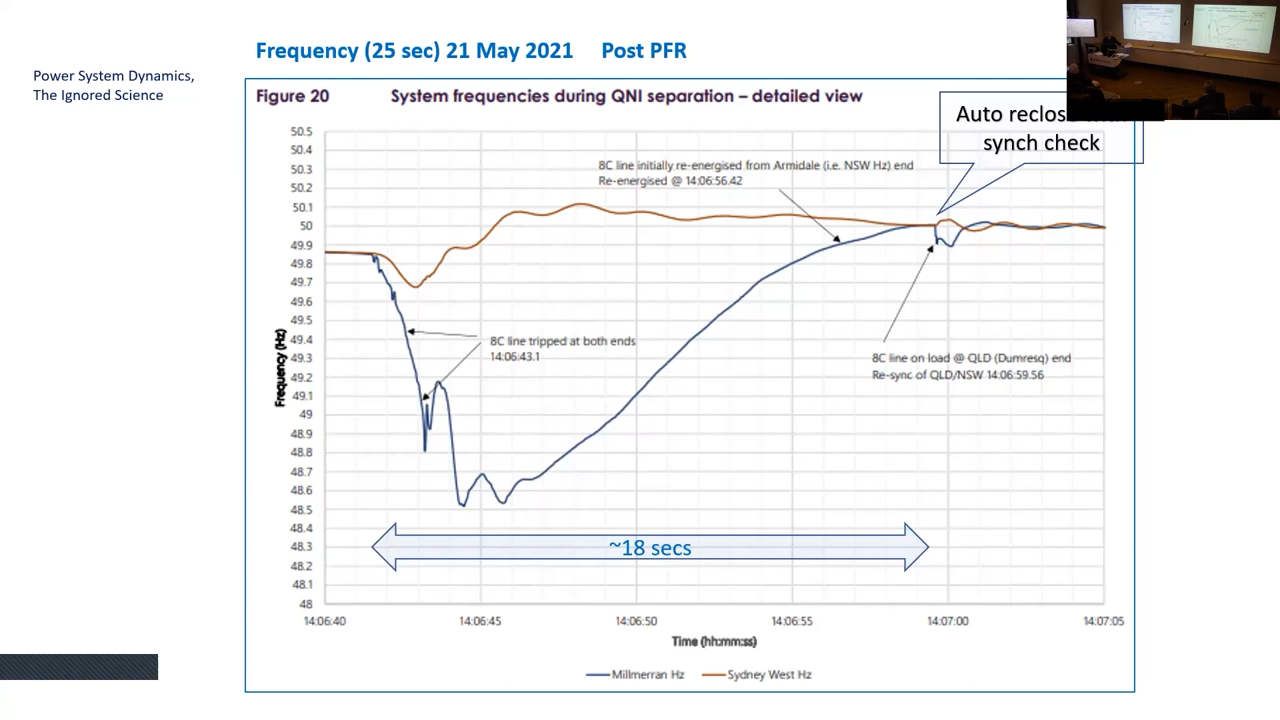 Frequency (25 sec) 21 May 2021 Post PFR
Power System Dynamics,
The Ignored Science
Figure 20 System frequencies during QNI separation – detailed view
Auto reclose
synch check
8C line initially re-energised from Armidale (i.e. NSW Hz) end
Re-energised @ 14:06:56.42
8C line tripped at both ends
14:06:43.1
8C line on load @ QLD (Dumresq) end
Re-sync of QLD/NSW 14:06:59.56
~18 secs
Frequency (Hz)
50.5
50.4
50.3
50.2
50.1
50
49.9
49.8
49.7
49.6
49.5
49.4
49.3
49.2
49.1
49
48.9
48.8
48.7
48.6
48.5
48.4
48.3
48.2
48.1
48
14:06:40 14:06:45 14:06:50 14:06:55 14:07:00 14:07:05
Time (hh:mm:ss)
Millmerran Hz Sydney West Hz